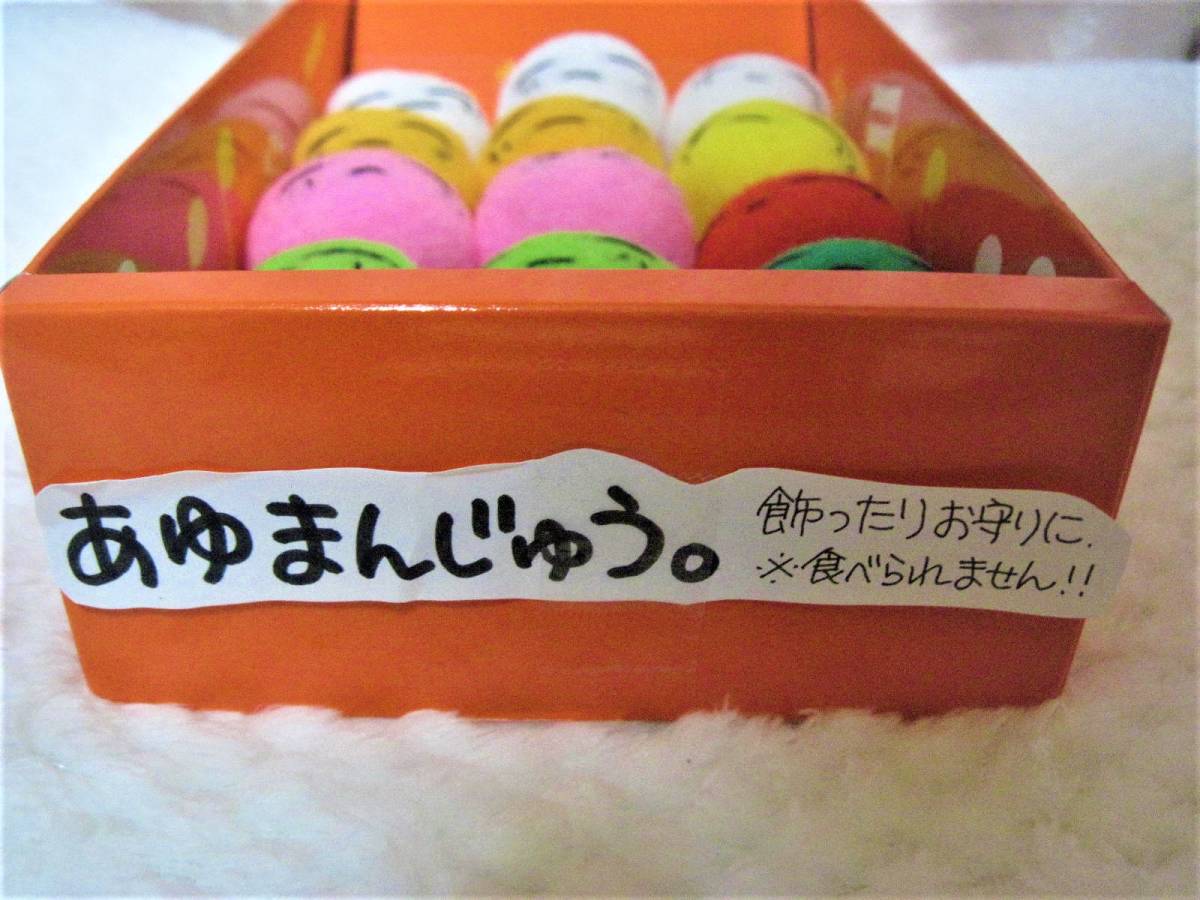 あゆまんじゅう。
飾ったりお守りに.
※食べられません!!